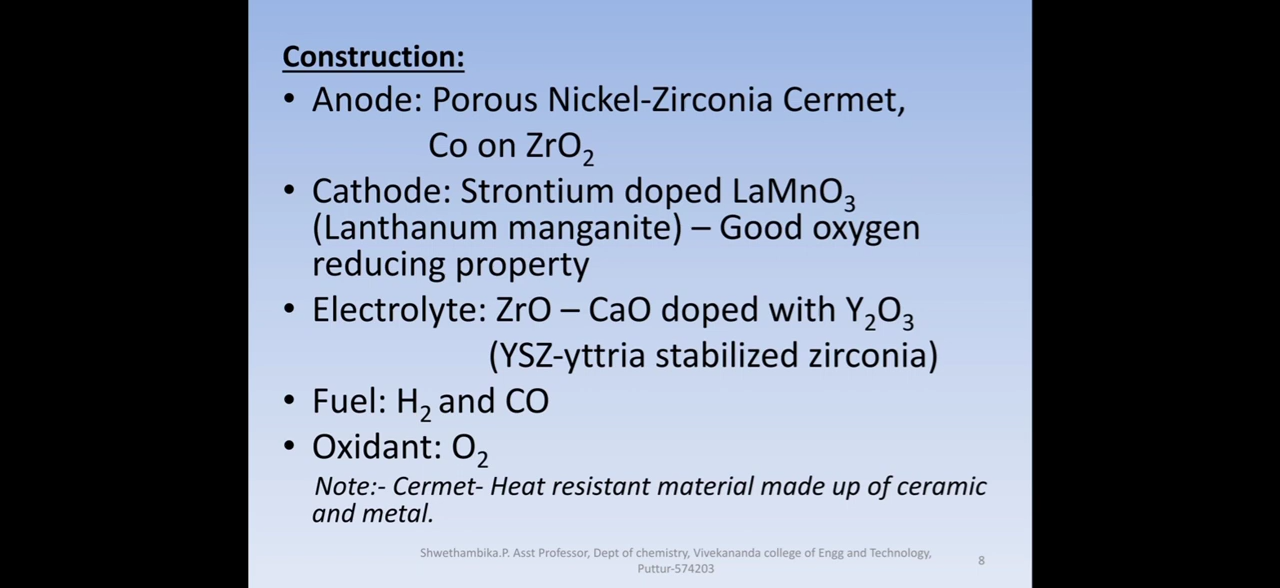 Construction:
• Anode: Porous Nickel-Zirconia Cermet,
Co on ZrO₂
• Cathode: Strontium doped LaMnO₃
(Lanthanum manganite) – Good oxygen
reducing property
• Electrolyte: ZrO – CaO doped with Y₂O₃
(YSZ-yttria stabilized zirconia)
• Fuel: H₂ and CO
• Oxidant: O₂
Note:- Cermet- Heat resistant material made up of ceramic
and metal.
Shwethambika.P. Asst Professor, Dept of chemistry, Vivekananda college of Engg and Technology,
Puttur-574203
8